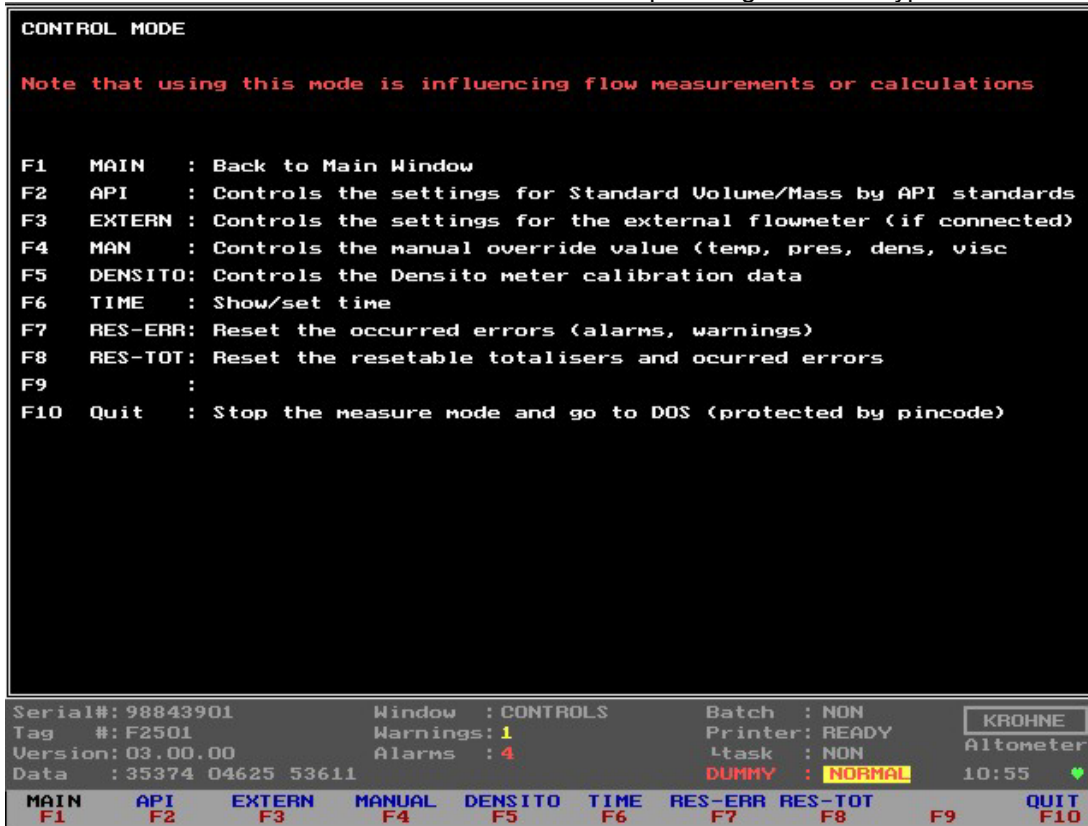 CONTROL MODE
Note that using this mode is influencing flow measurements or calculations
F1 MAIN : Back to Main Window
F2 API : Controls the settings for Standard Volume/Mass by API standards
F3 EXTERN : Controls the settings for the external flowmeter (if connected)
F4 MAN : Controls the manual override value (temp, pres, dens, visc
F5 DENSITO: Controls the Densito meter calibration data
F6 TIME : Show/set time
F7 RES-ERR: Reset the occurred errors (alarms, warnings)
F8 RES-TOT: Reset the resetable totalisers and ocurred errors
F9 :
F10 Quit : Stop the measure mode and go to DOS (protected by pincode)
Serial#: 98843901 Window : CONTROLS Batch : NON KROHNE
Tag #: F2501 Warnings: 1 Printer: READY Altometer
Version: 03.00.00 Alarms : 4 task : NON
Data : 35374 04625 53611 DUMMY : NORMAL 10:55
MAIN API EXTERN MANUAL DENSITO TIME RES-ERR RES-TOT QUIT
F1 F2 F3 F4 F5 F6 F7 F8 F9 F10